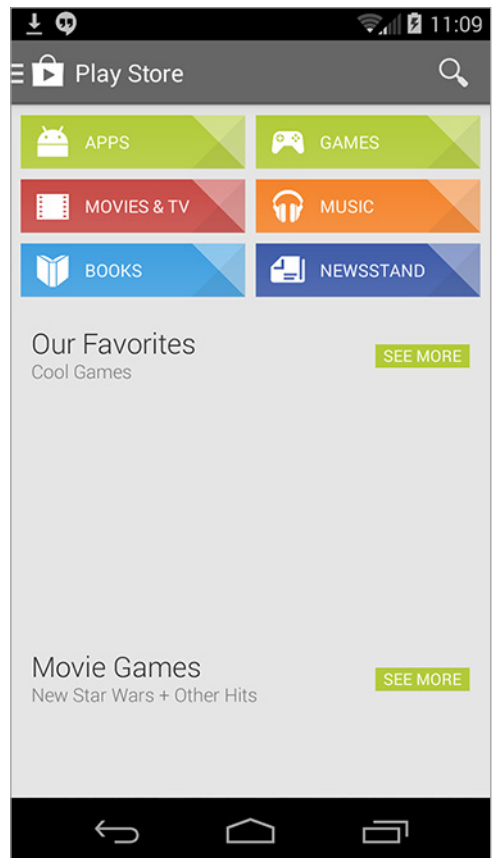 11:09
Play Store
APPS
GAMES
MOVIES & TV
MUSIC
BOOKS
NEWSSTAND
Our Favorites
SEE MORE
Cool Games
Movie Games
SEE MORE
New Star Wars + Other Hits